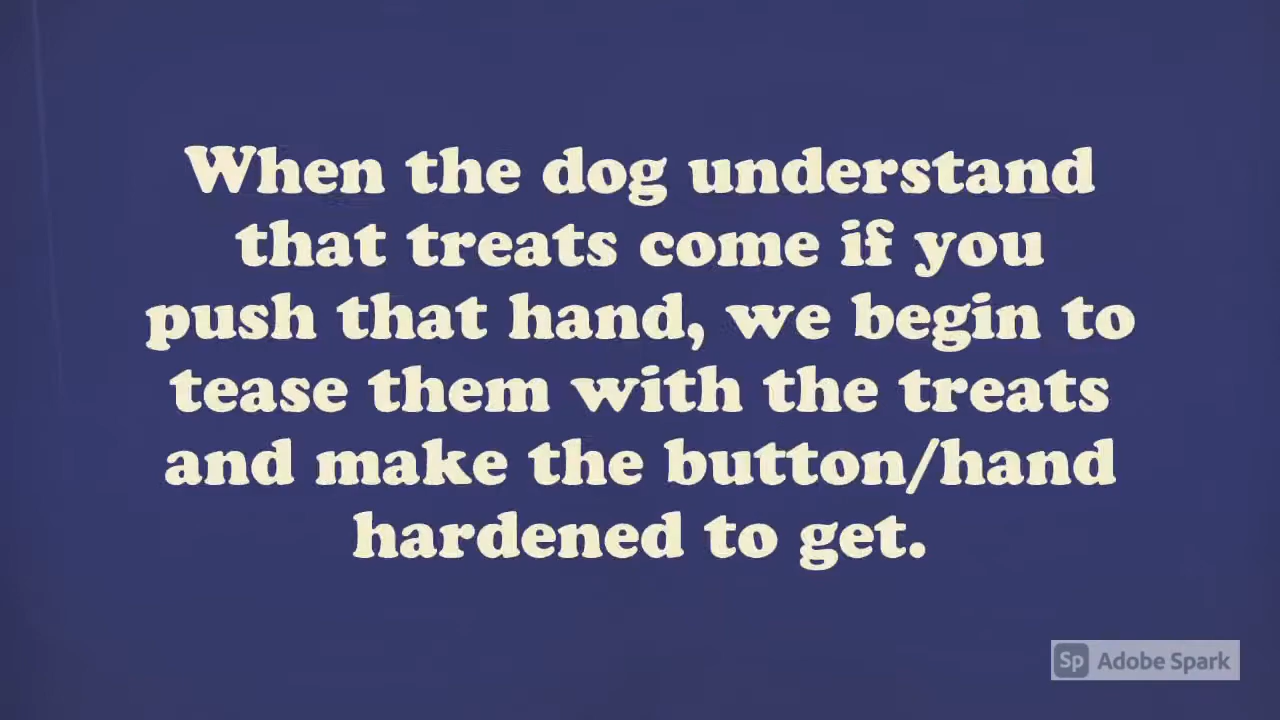 When the dog understand
that treats come if you
push that hand, we begin to
tease them with the treats
and make the button/hand
hardened to get.
Sp Adobe Spark